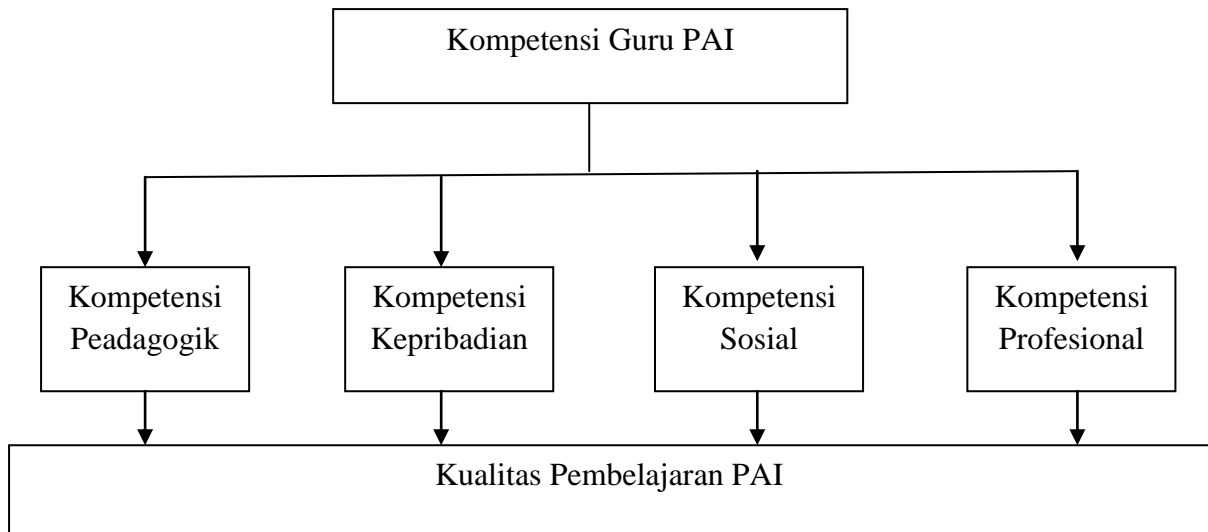 Kompetensi Guru PAI
Kompetensi
Peadagogik
Kompetensi
Kepribadian
Kompetensi
Sosial
Kompetensi
Profesional
Kualitas Pembelajaran PAI